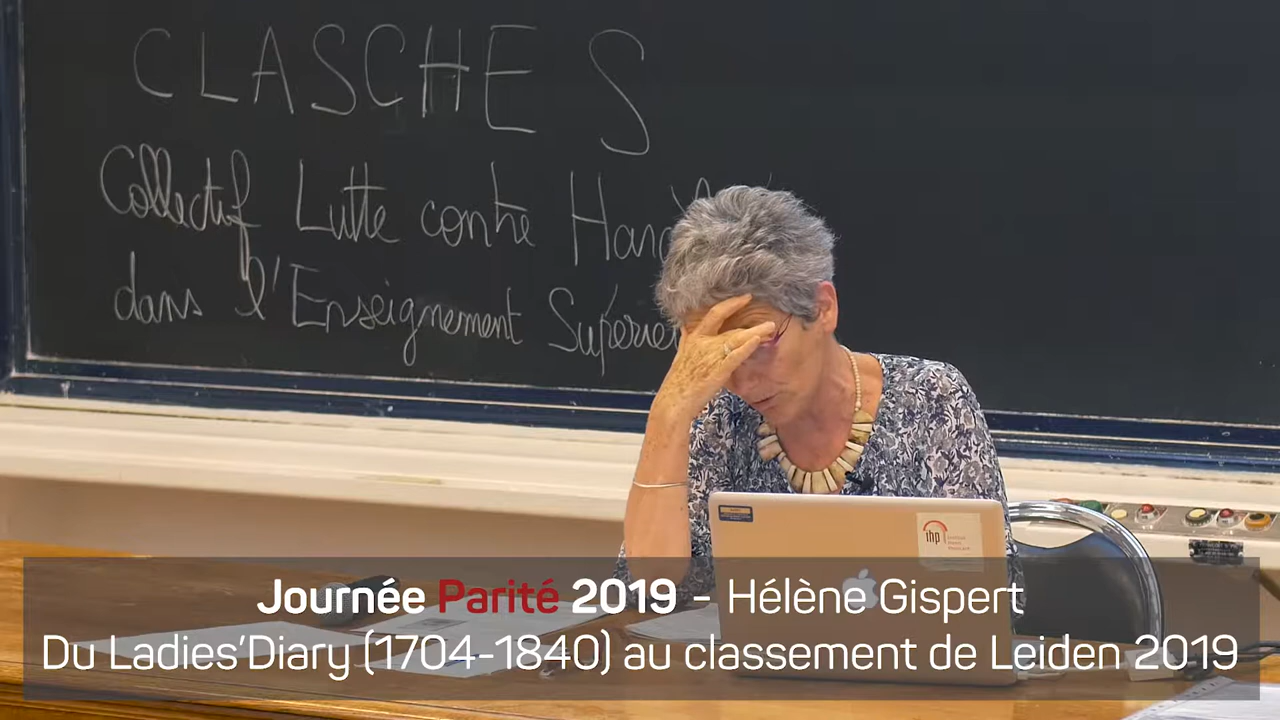 CLASCHES
Collectif Lutte contre
dans l'Enseignement
ihp
Journée Parité 2019 - Hélène Gispert
Du Ladies'Diary (1704-1840) au classement de Leiden 2019